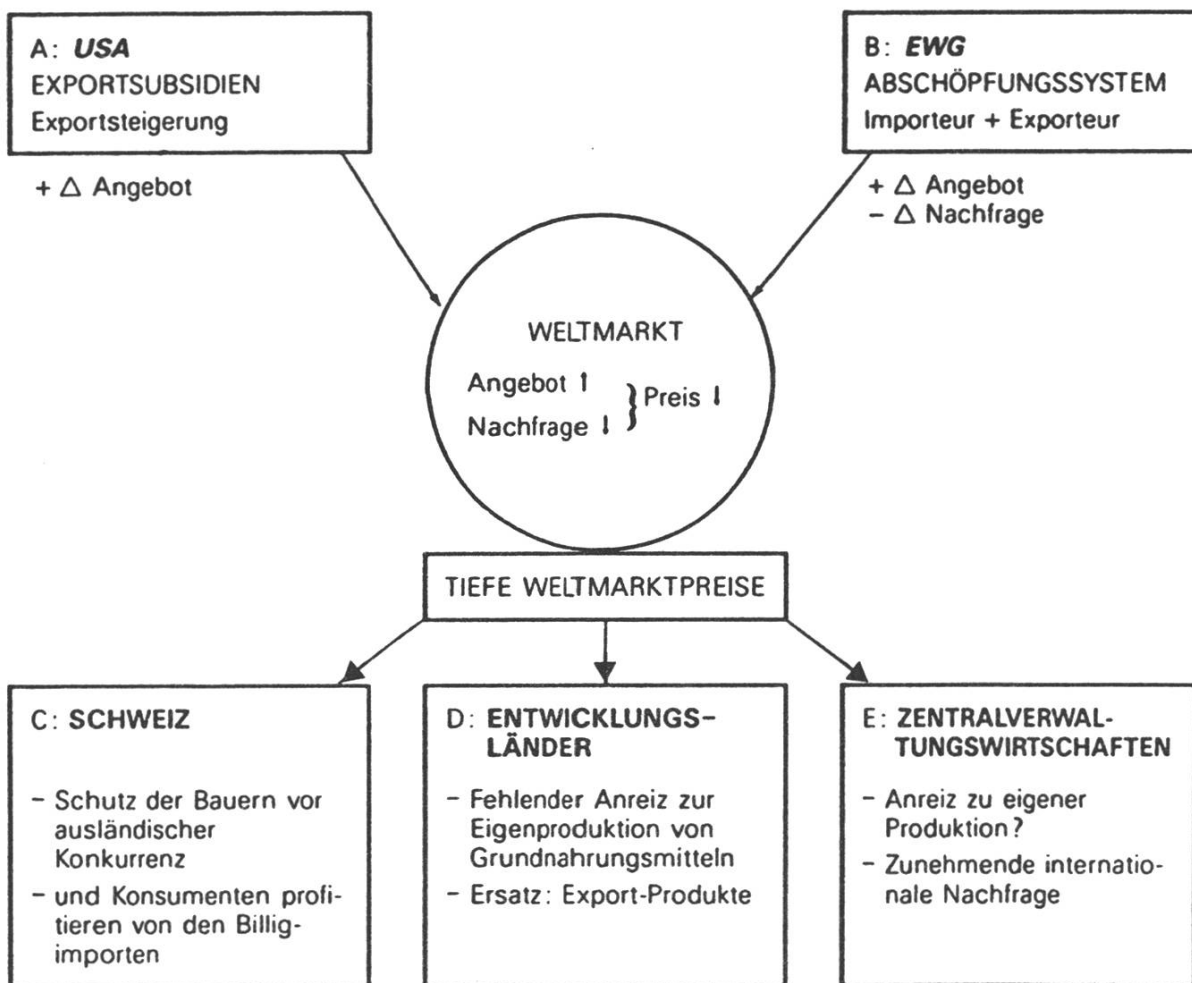 A: USA
EXPORTSUBSIDIEN
Exportsteigerung
B: EWG
ABSCHÖPFUNGSSYSTEM
Importeur + Exporteur
+ △ Angebot
+ △ Angebot
– △ Nachfrage
WELTMARKT
Angebot ↑
Nachfrage ↓
} Preis ↓
TIEFE WELTMARKTPREISE
C: SCHWEIZ
– Schutz der Bauern vor
ausländischer
Konkurrenz
– und Konsumenten profi-
tieren von den Billig-
importen
D: ENTWICKLUNGS-
LÄNDER
– Fehlender Anreiz zur
Eigenproduktion von
Grundnahrungsmitteln
– Ersatz: Export-Produkte
E: ZENTRALVERWAL-
TUNGSWIRTSCHAFTEN
– Anreiz zu eigener
Produktion?
– Zunehmende internatio-
nale Nachfrage